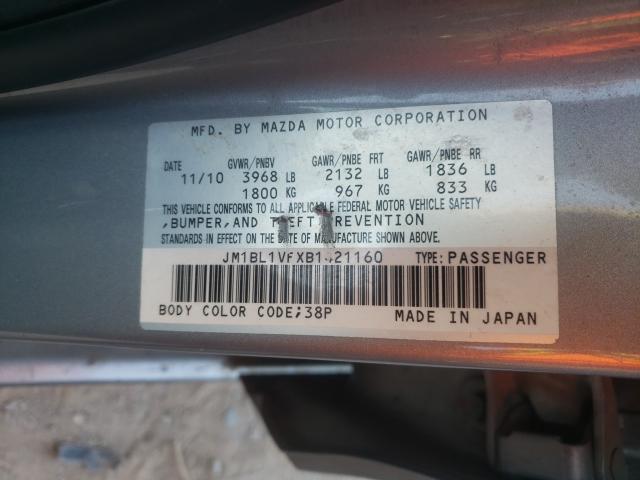 MFD. BY MAZDA MOTOR CORPORATION
DATE GVWR/PNBV GAWR/PNBE FRT GAWR/PNBE RR
11/10 3968 LB 2132 LB 1836 LB
1800 KG 967 KG 833 KG
THIS VEHICLE CONFORMS TO ALL APPLICABLE FEDERAL MOTOR VEHICLE SAFETY
,BUMPER,AND THEFT PREVENTION
STANDARDS IN EFFECT ON THE DATE OF MANUFACTURE SHOWN ABOVE.
TYPE:PASSENGER
BODY COLOR CODE;38P MADE IN JAPAN